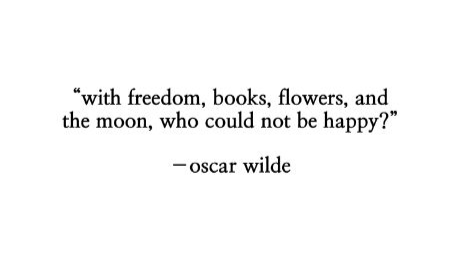 “with freedom, books, flowers, and
the moon, who could not be happy?”
—oscar wilde